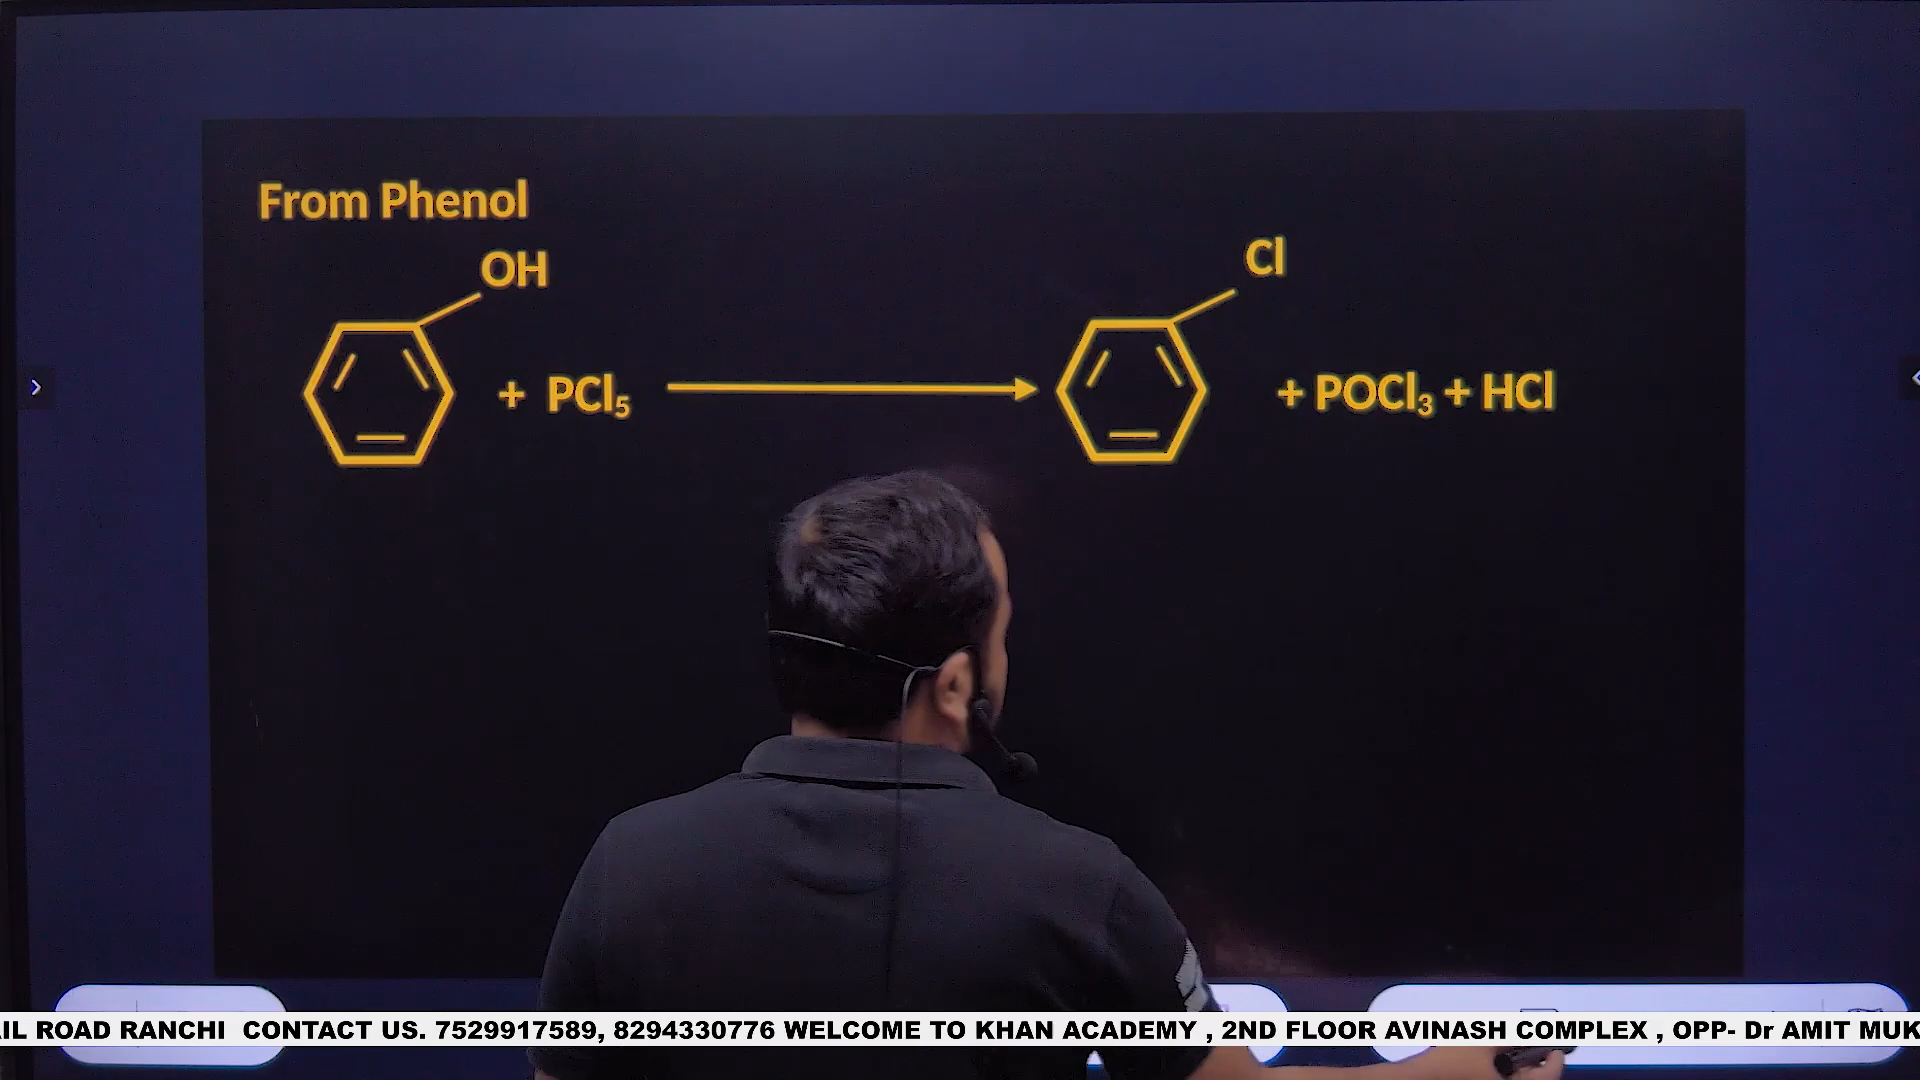 From Phenol
OH
Cl
+ PCl₅
+ POCl₃ + HCl
IL ROAD RANCHI CONTACT US. 7529917589, 8294330776 WELCOME TO KHAN ACADEMY , 2ND FLOOR AVINASH COMPLEX , OPP- Dr AMIT MUK